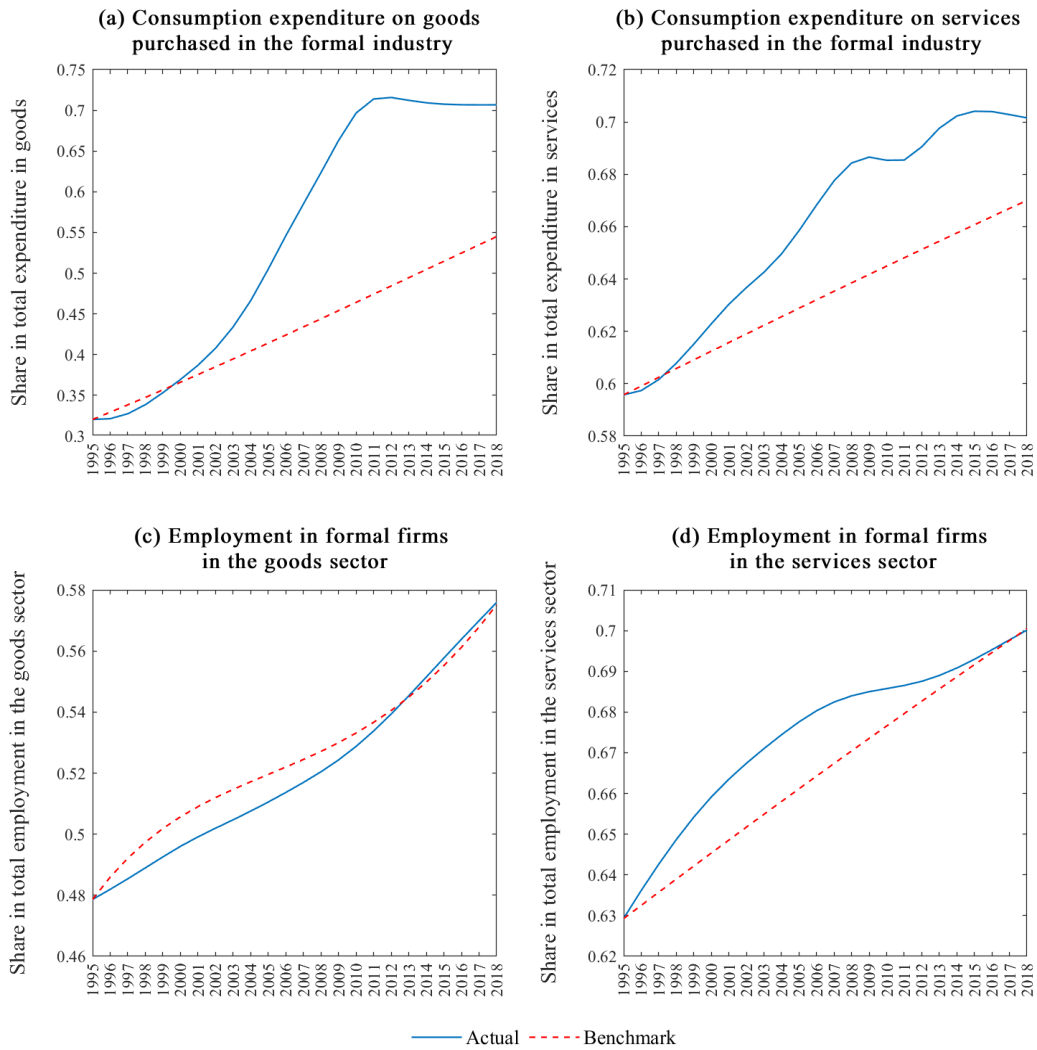 (a) Consumption expenditure on goods
purchased in the formal industry
Share in total expenditure in goods
0.75
0.7
0.65
0.6
0.55
0.5
0.45
0.4
0.35
0.3
1995 1996 1997 1998 1999 2000 2001 2002 2003 2004 2005 2006 2007 2008 2009 2010 2011 2012 2013 2014 2015 2016 2017 2018
(b) Consumption expenditure on services
purchased in the formal industry
Share in total expenditure in services
0.72
0.7
0.68
0.66
0.64
0.62
0.6
0.58
1995 1996 1997 1998 1999 2000 2001 2002 2003 2004 2005 2006 2007 2008 2009 2010 2011 2012 2013 2014 2015 2016 2017 2018
(c) Employment in formal firms
in the goods sector
Share in total employment in the goods sector
0.58
0.56
0.54
0.52
0.5
0.48
0.46
1995 1996 1997 1998 1999 2000 2001 2002 2003 2004 2005 2006 2007 2008 2009 2010 2011 2012 2013 2014 2015 2016 2017 2018
(d) Employment in formal firms
in the services sector
Share in total employment in the services sector
0.71
0.7
0.69
0.68
0.67
0.66
0.65
0.64
0.63
0.62
1995 1996 1997 1998 1999 2000 2001 2002 2003 2004 2005 2006 2007 2008 2009 2010 2011 2012 2013 2014 2015 2016 2017 2018
Actual Benchmark